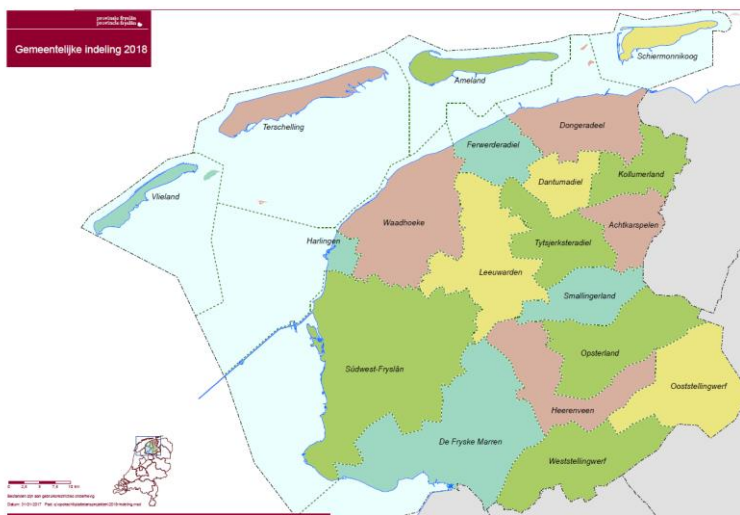 provinsje fryslân
provincie fryslân
Gemeentelijke indeling 2018
Schiermonnikoog
Ameland
Terschelling
Dongeradeel
Ferwerderadiel
Kollumerland
Dantumadiel
Vlieland
Waadhoeke
Achtkarspelen
Harlingen
Tytsjerksteradiel
Leeuwarden
Smallingerland
Opsterland
Súdwest-Fryslân
Ooststellingwerf
Heerenveen
De Fryske Marren
Weststellingwerf